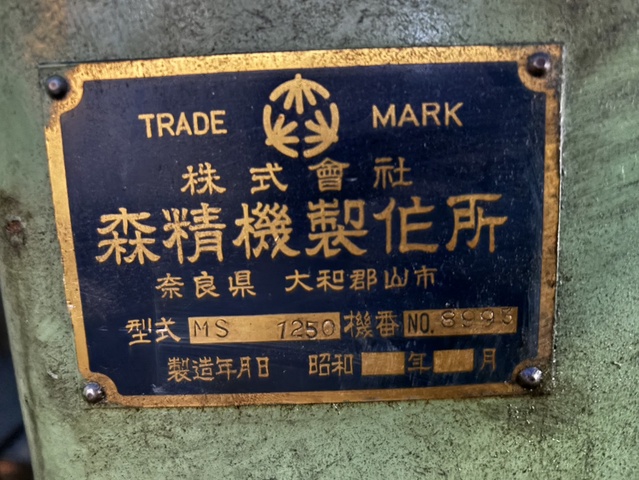 TRADE MARK
株式會社
森精機製作所
奈良県 大和郡山市
型式 MS 1250 機番 NO. 8995
製造年月日 昭和 年 月